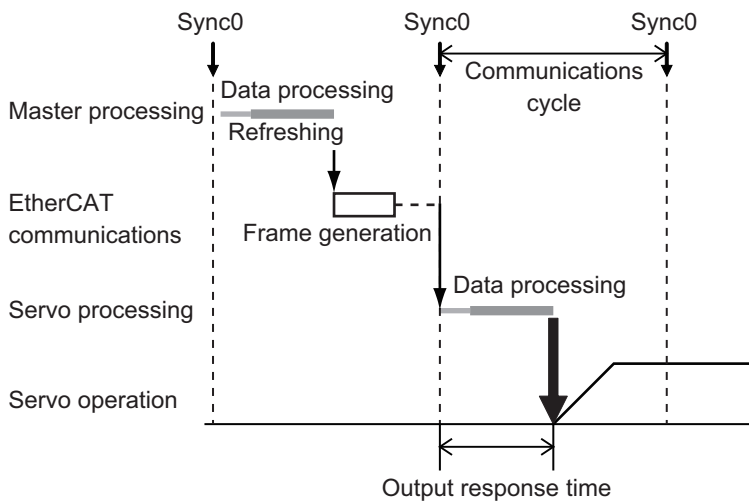 Sync0
Sync0
Sync0
Communications
cycle
Data processing
Master processing
Refreshing
EtherCAT
communications
Frame generation
Data processing
Servo processing
Servo operation
Output response time